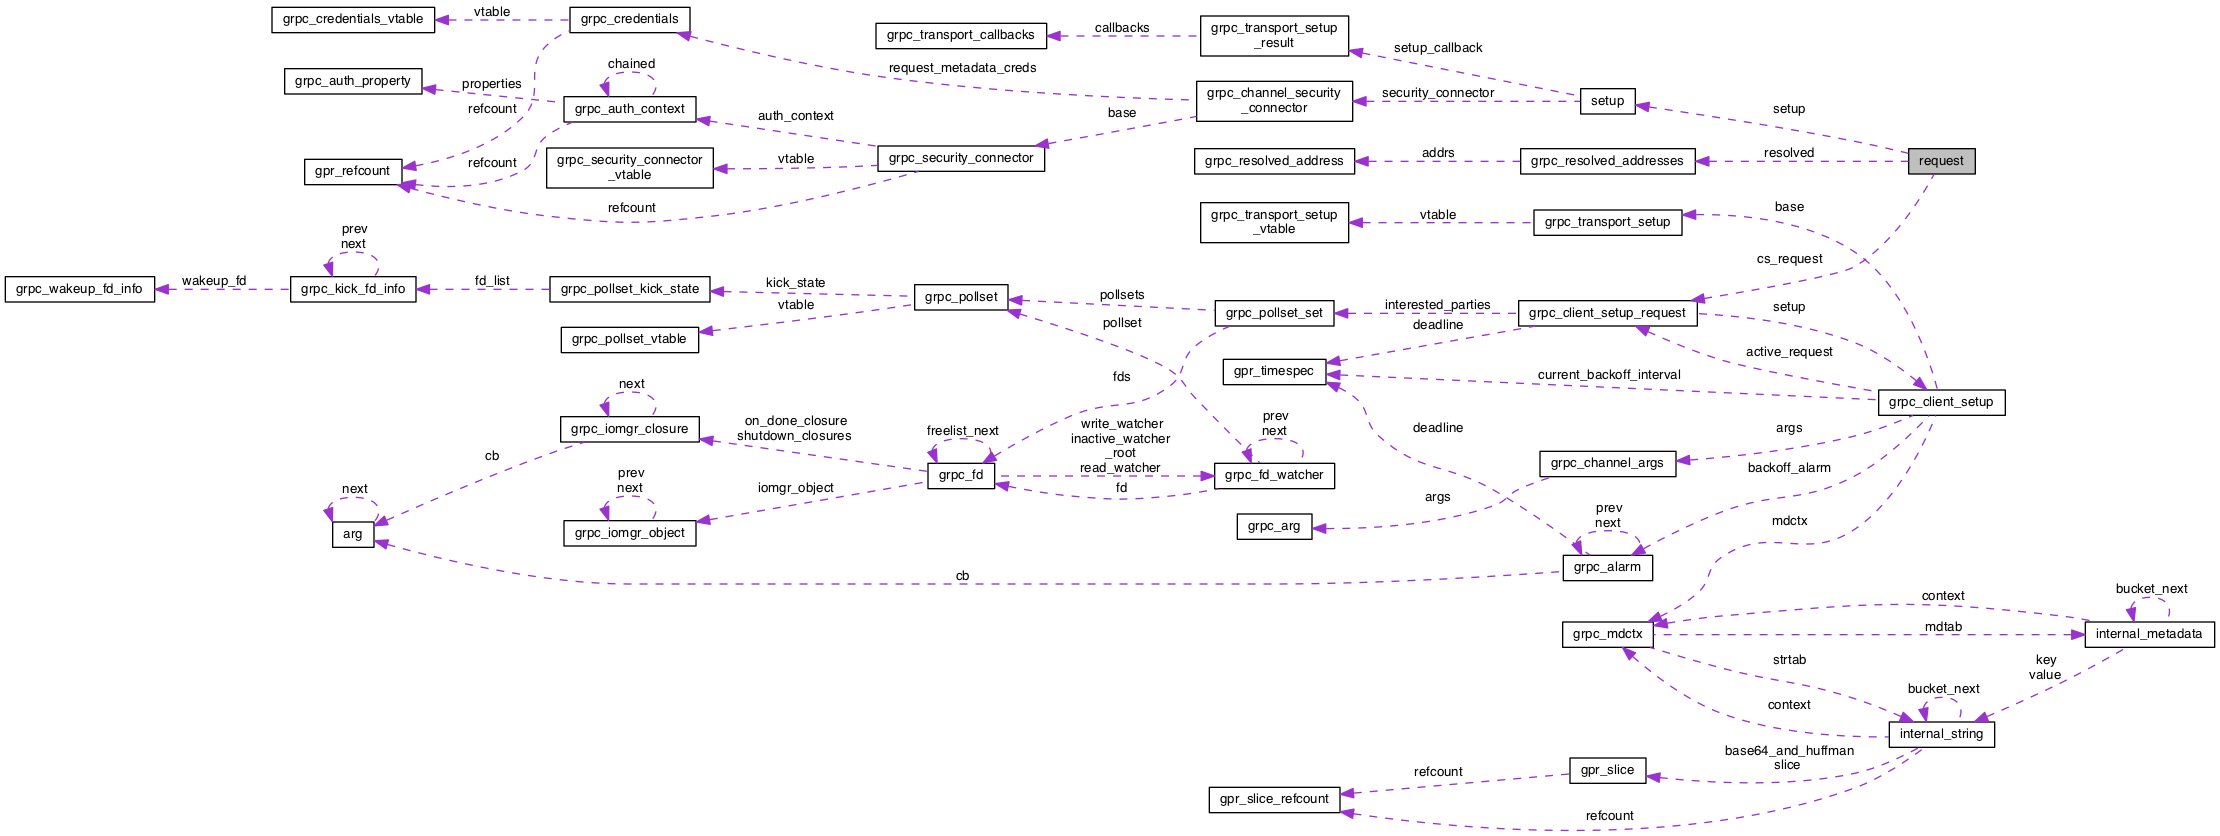 grpc_credentials_vtable
vtable
grpc_credentials
grpc_transport_callbacks
callbacks
grpc_transport_setup
_result
setup_callback
grpc_auth_property
properties
chained
grpc_auth_context
refcount
request_metadata_creds
grpc_channel_security
_connector
security_connector
setup
setup
auth_context
base
gpr_refcount
refcount
grpc_security_connector
_vtable
vtable
grpc_security_connector
refcount
grpc_resolved_address
addrs
grpc_resolved_addresses
resolved
request
grpc_transport_setup
_vtable
vtable
grpc_transport_setup
base
cs_request
prev
next
grpc_wakeup_fd_info
wakeup_fd
grpc_kick_fd_info
fd_list
grpc_pollset_kick_state
kick_state
vtable
grpc_pollset
grpc_pollset_vtable
pollsets
pollset
grpc_pollset_set
interested_parties
deadline
grpc_client_setup_request
setup
active_request
gpr_timespec
current_backoff_interval
grpc_client_setup
fds
next
grpc_iomgr_closure
on_done_closure
shutdown_closures
cb
freelist_next
grpc_fd
write_watcher
inactive_watcher
_root
read_watcher
fd
prev
next
grpc_fd_watcher
deadline
args
grpc_channel_args
backoff_alarm
args
grpc_arg
mdctx
prev
next
iomgr_object
grpc_iomgr_object
next
arg
cb
prev
next
grpc_alarm
context
bucket_next
grpc_mdctx
mdtab
internal_metadata
strtab
key
value
context
bucket_next
internal_string
base64_and_huffman
slice
gpr_slice
refcount
gpr_slice_refcount
refcount